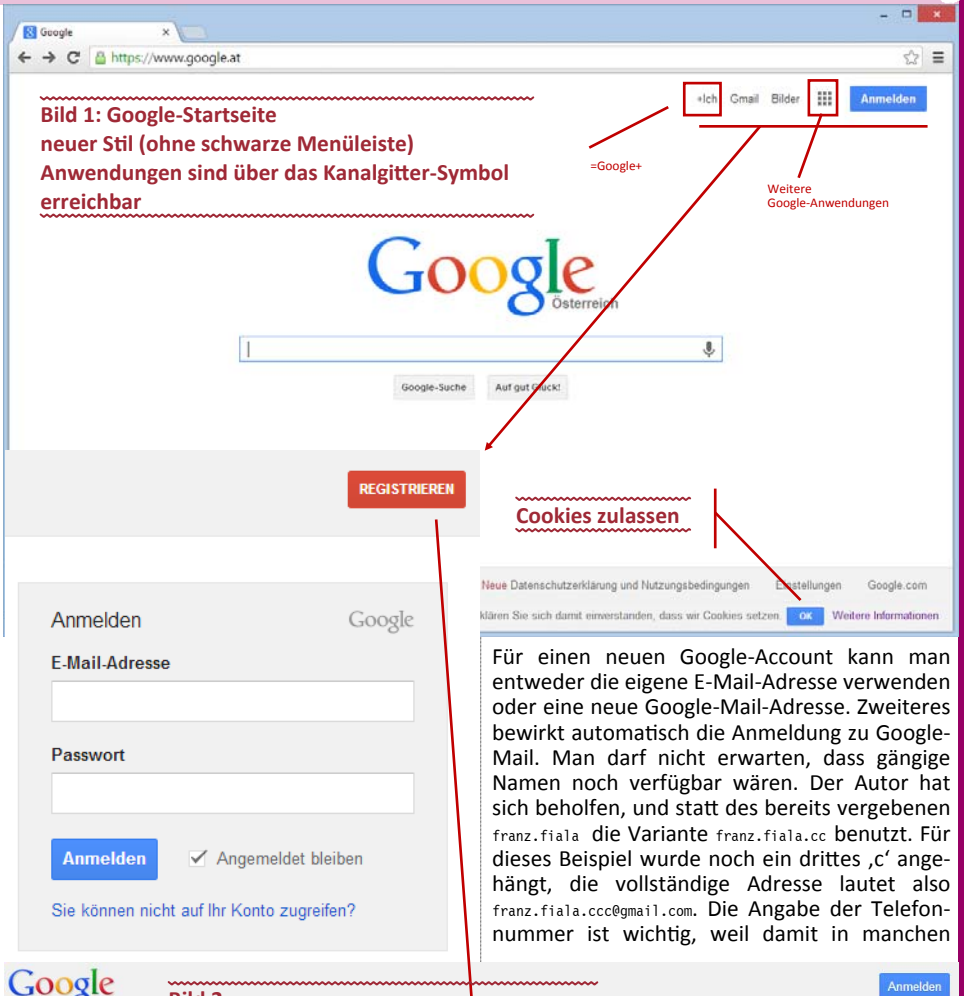 Google
https://www.google.at
+Ich Gmail Bilder Anmelden
Bild 1: Google-Startseite
neuer Stil (ohne schwarze Menüleiste)
Anwendungen sind über das Kanalgitter-Symbol
erreichbar
=Google+
Weitere
Google-Anwendungen
Google
Österreich
Google-Suche Auf gut Glück!
REGISTRIEREN
Cookies zulassen
Neue Datenschutzerklärung und Nutzungsbedingungen Einstellungen Google.com
klären Sie sich damit einverstanden, dass wir Cookies setzen. OK Weitere Informationen
Anmelden Google
E-Mail-Adresse
Passwort
Anmelden Angemeldet bleiben
Sie können nicht auf Ihr Konto zugreifen?
Für einen neuen Google-Account kann man
entweder die eigene E-Mail-Adresse verwenden
oder eine neue Google-Mail-Adresse. Zweiteres
bewirkt automatisch die Anmeldung zu Google-
Mail. Man darf nicht erwarten, dass gängige
Namen noch verfügbar wären. Der Autor hat
sich beholfen, und statt des bereits vergebenen
franz.fiala die Variante franz.fiala.cc benutzt. Für
dieses Beispiel wurde noch ein drittes ‚c‘ ange-
hängt, die vollständige Adresse lautet also
franz.fiala.ccc@gmail.com. Die Angabe der Telefon-
nummer ist wichtig, weil damit in manchen
Google
Anmelden